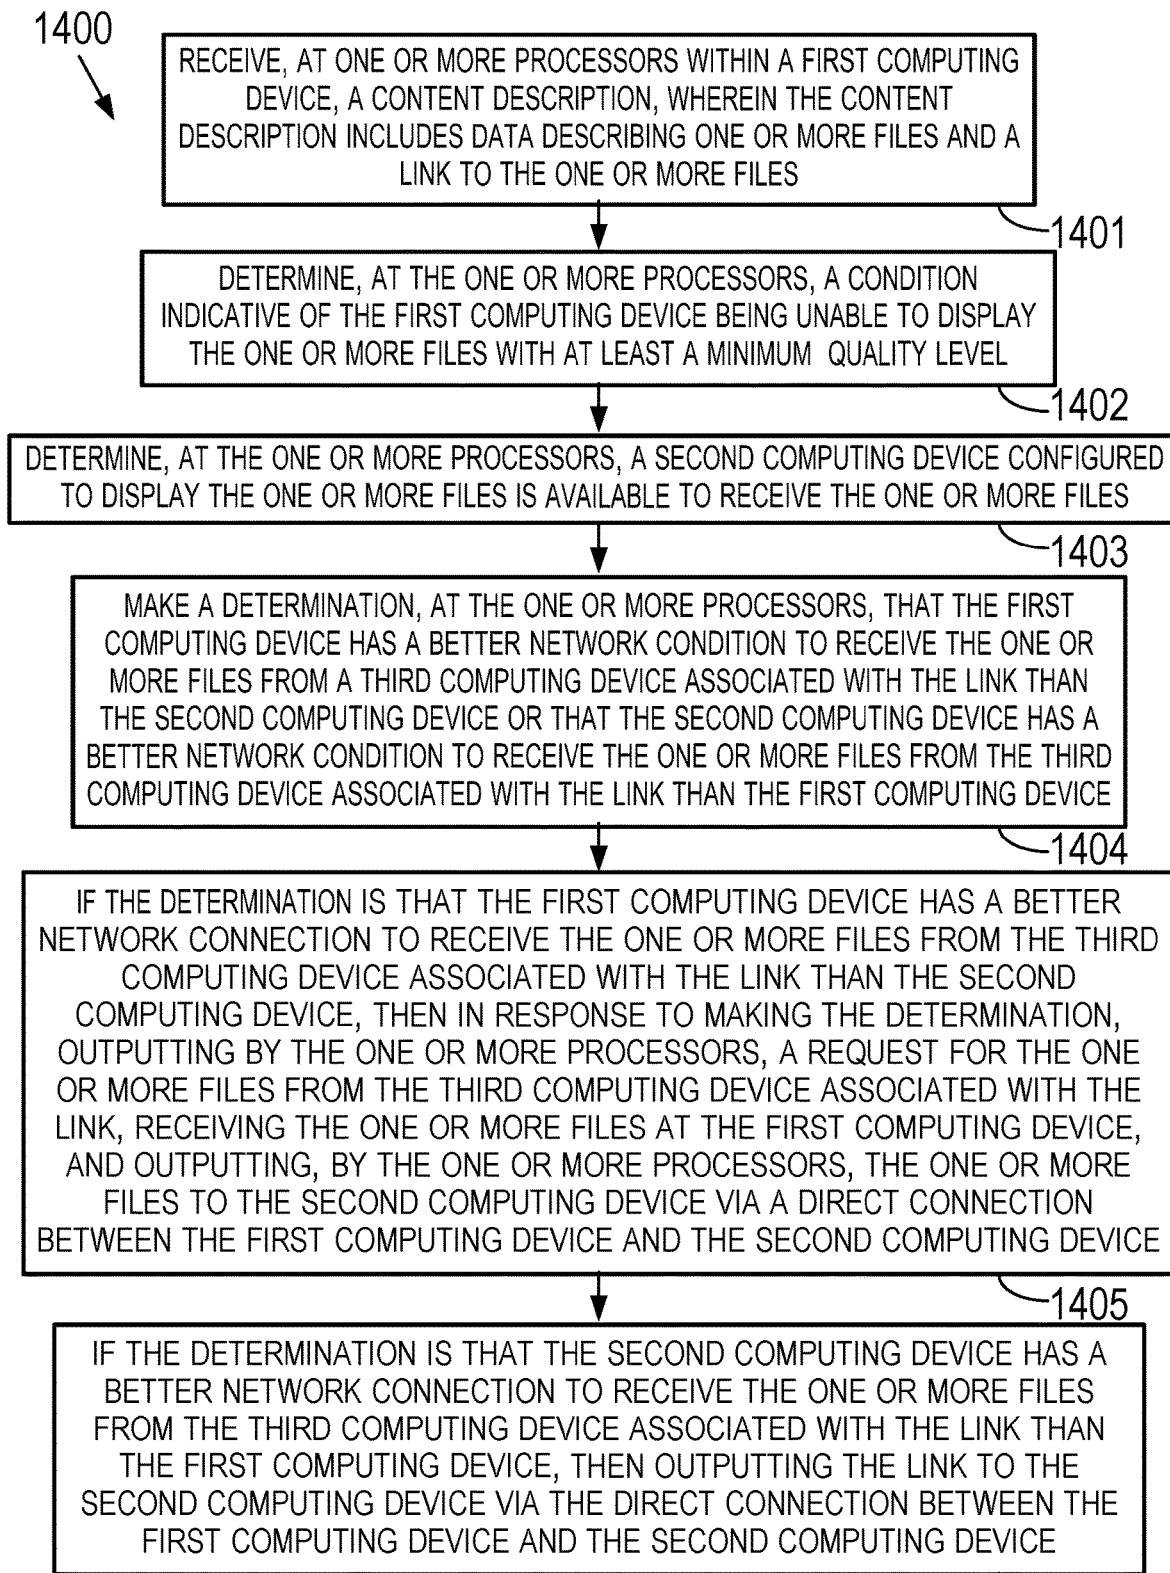 1400
RECEIVE, AT ONE OR MORE PROCESSORS WITHIN A FIRST COMPUTING
DEVICE, A CONTENT DESCRIPTION, WHEREIN THE CONTENT
DESCRIPTION INCLUDES DATA DESCRIBING ONE OR MORE FILES AND A
LINK TO THE ONE OR MORE FILES
1401
DETERMINE, AT THE ONE OR MORE PROCESSORS, A CONDITION
INDICATIVE OF THE FIRST COMPUTING DEVICE BEING UNABLE TO DISPLAY
THE ONE OR MORE FILES WITH AT LEAST A MINIMUM QUALITY LEVEL
1402
DETERMINE, AT THE ONE OR MORE PROCESSORS, A SECOND COMPUTING DEVICE CONFIGURED
TO DISPLAY THE ONE OR MORE FILES IS AVAILABLE TO RECEIVE THE ONE OR MORE FILES
1403
MAKE A DETERMINATION, AT THE ONE OR MORE PROCESSORS, THAT THE FIRST
COMPUTING DEVICE HAS A BETTER NETWORK CONDITION TO RECEIVE THE ONE OR
MORE FILES FROM A THIRD COMPUTING DEVICE ASSOCIATED WITH THE LINK THAN
THE SECOND COMPUTING DEVICE OR THAT THE SECOND COMPUTING DEVICE HAS A
BETTER NETWORK CONDITION TO RECEIVE THE ONE OR MORE FILES FROM THE THIRD
COMPUTING DEVICE ASSOCIATED WITH THE LINK THAN THE FIRST COMPUTING DEVICE
1404
IF THE DETERMINATION IS THAT THE FIRST COMPUTING DEVICE HAS A BETTER
NETWORK CONNECTION TO RECEIVE THE ONE OR MORE FILES FROM THE THIRD
COMPUTING DEVICE ASSOCIATED WITH THE LINK THAN THE SECOND
COMPUTING DEVICE, THEN IN RESPONSE TO MAKING THE DETERMINATION,
OUTPUTTING BY THE ONE OR MORE PROCESSORS, A REQUEST FOR THE ONE
OR MORE FILES FROM THE THIRD COMPUTING DEVICE ASSOCIATED WITH THE
LINK, RECEIVING THE ONE OR MORE FILES AT THE FIRST COMPUTING DEVICE,
AND OUTPUTTING, BY THE ONE OR MORE PROCESSORS, THE ONE OR MORE
FILES TO THE SECOND COMPUTING DEVICE VIA A DIRECT CONNECTION
BETWEEN THE FIRST COMPUTING DEVICE AND THE SECOND COMPUTING DEVICE
1405
IF THE DETERMINATION IS THAT THE SECOND COMPUTING DEVICE HAS A
BETTER NETWORK CONNECTION TO RECEIVE THE ONE OR MORE FILES
FROM THE THIRD COMPUTING DEVICE ASSOCIATED WITH THE LINK THAN
THE FIRST COMPUTING DEVICE, THEN OUTPUTTING THE LINK TO THE
SECOND COMPUTING DEVICE VIA THE DIRECT CONNECTION BETWEEN THE
FIRST COMPUTING DEVICE AND THE SECOND COMPUTING DEVICE